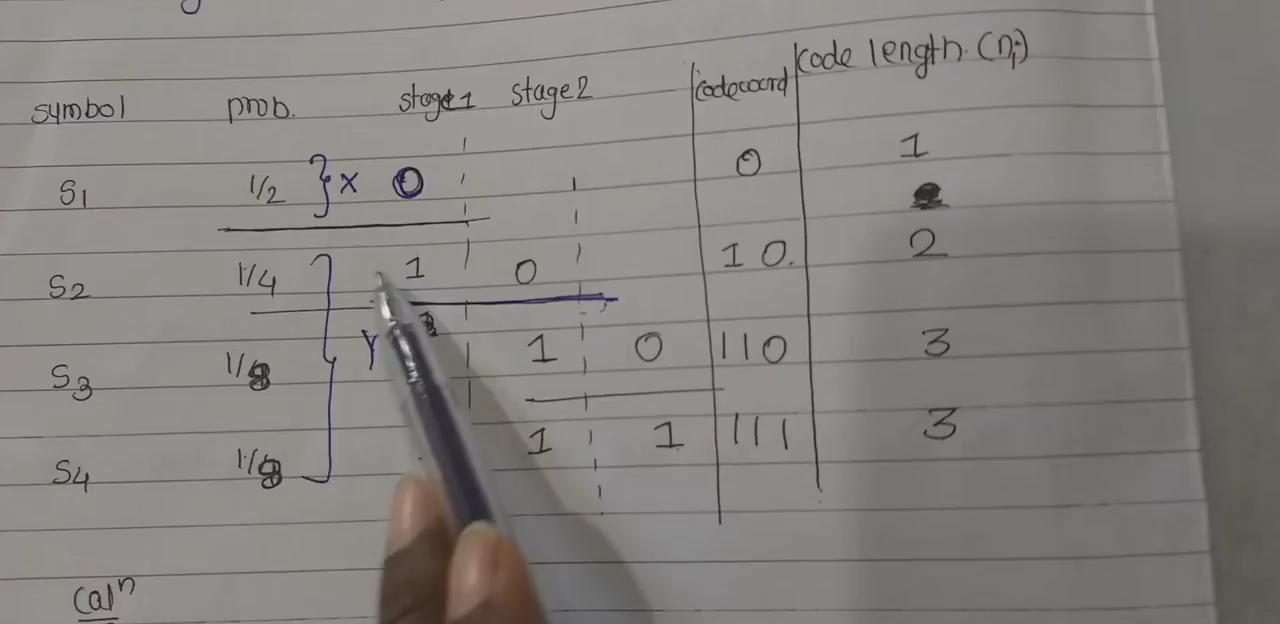 symbol prob. stage1 stage2 codeword code length (ni)
S1 1/2 } x 0 0 1
S2 1/4 1 0 10. 2
S3 1/8 y 1 0 110 3
S4 1/8 1 1 111 3
Calⁿ